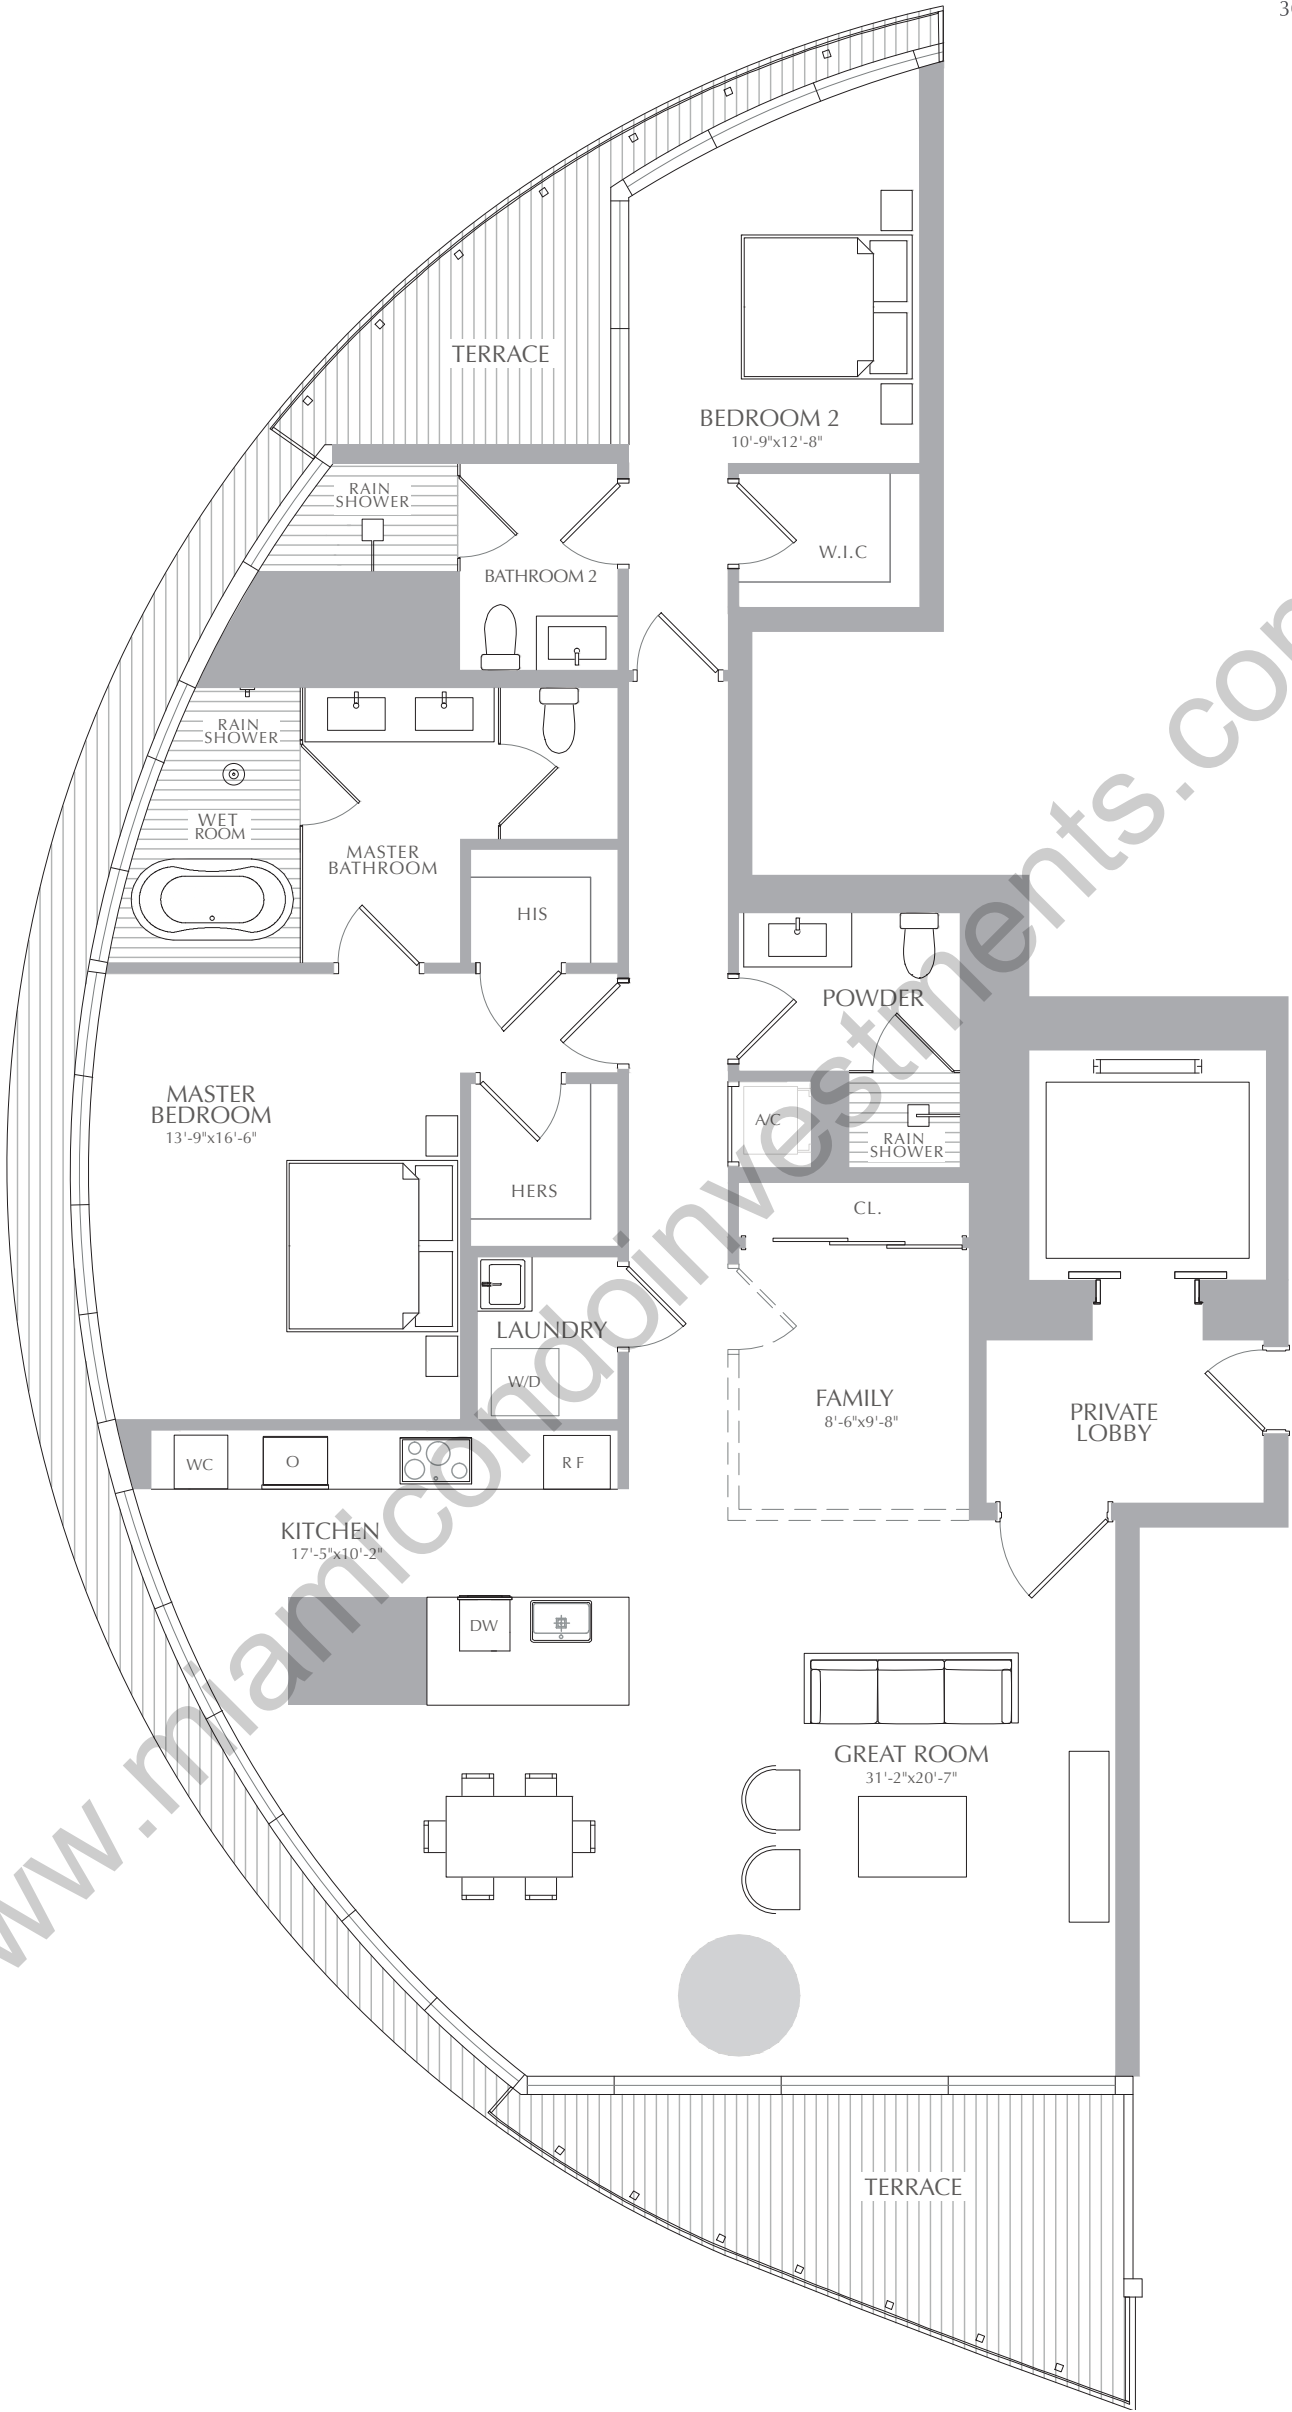 TERRACE
BEDROOM 2
10'-9"x12'-8"
RAIN
SHOWER
W.I.C
BATHROOM 2
RAIN
SHOWER
WET
ROOM
MASTER
BATHROOM
HIS
POWDER
MASTER
BEDROOM
13'-9"x16'-6"
A/C
RAIN
SHOWER
HERS
CL.
LAUNDRY
W/D
FAMILY
8'-6"x9'-8"
PRIVATE
LOBBY
WC
O
RF
KITCHEN
17'-5"x10'-2"
DW
GREAT ROOM
31'-2"x20'-7"
TERRACE
www.miamicondoinvestments.com